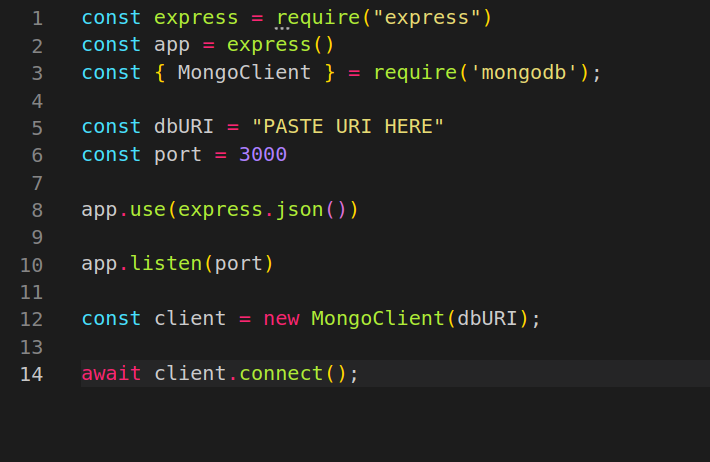 1 const express = require("express")
2 const app = express()
3 const { MongoClient } = require('mongodb');
4
5 const dbURI = "PASTE URI HERE"
6 const port = 3000
7
8 app.use(express.json())
9
10 app.listen(port)
11
12 const client = new MongoClient(dbURI);
13
14 await client.connect();